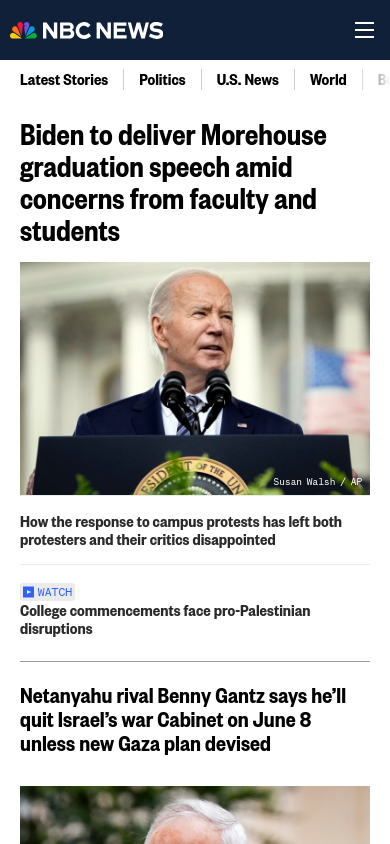 NBC NEWS
Latest Stories
Politics
U.S. News
World
Biden to deliver Morehouse
graduation speech amid
concerns from faculty and
students
Susan Walsh / AP
How the response to campus protests has left both
protesters and their critics disappointed
WATCH
College commencements face pro-Palestinian
disruptions
Netanyahu rival Benny Gantz says he’ll
quit Israel’s war Cabinet on June 8
unless new Gaza plan devised